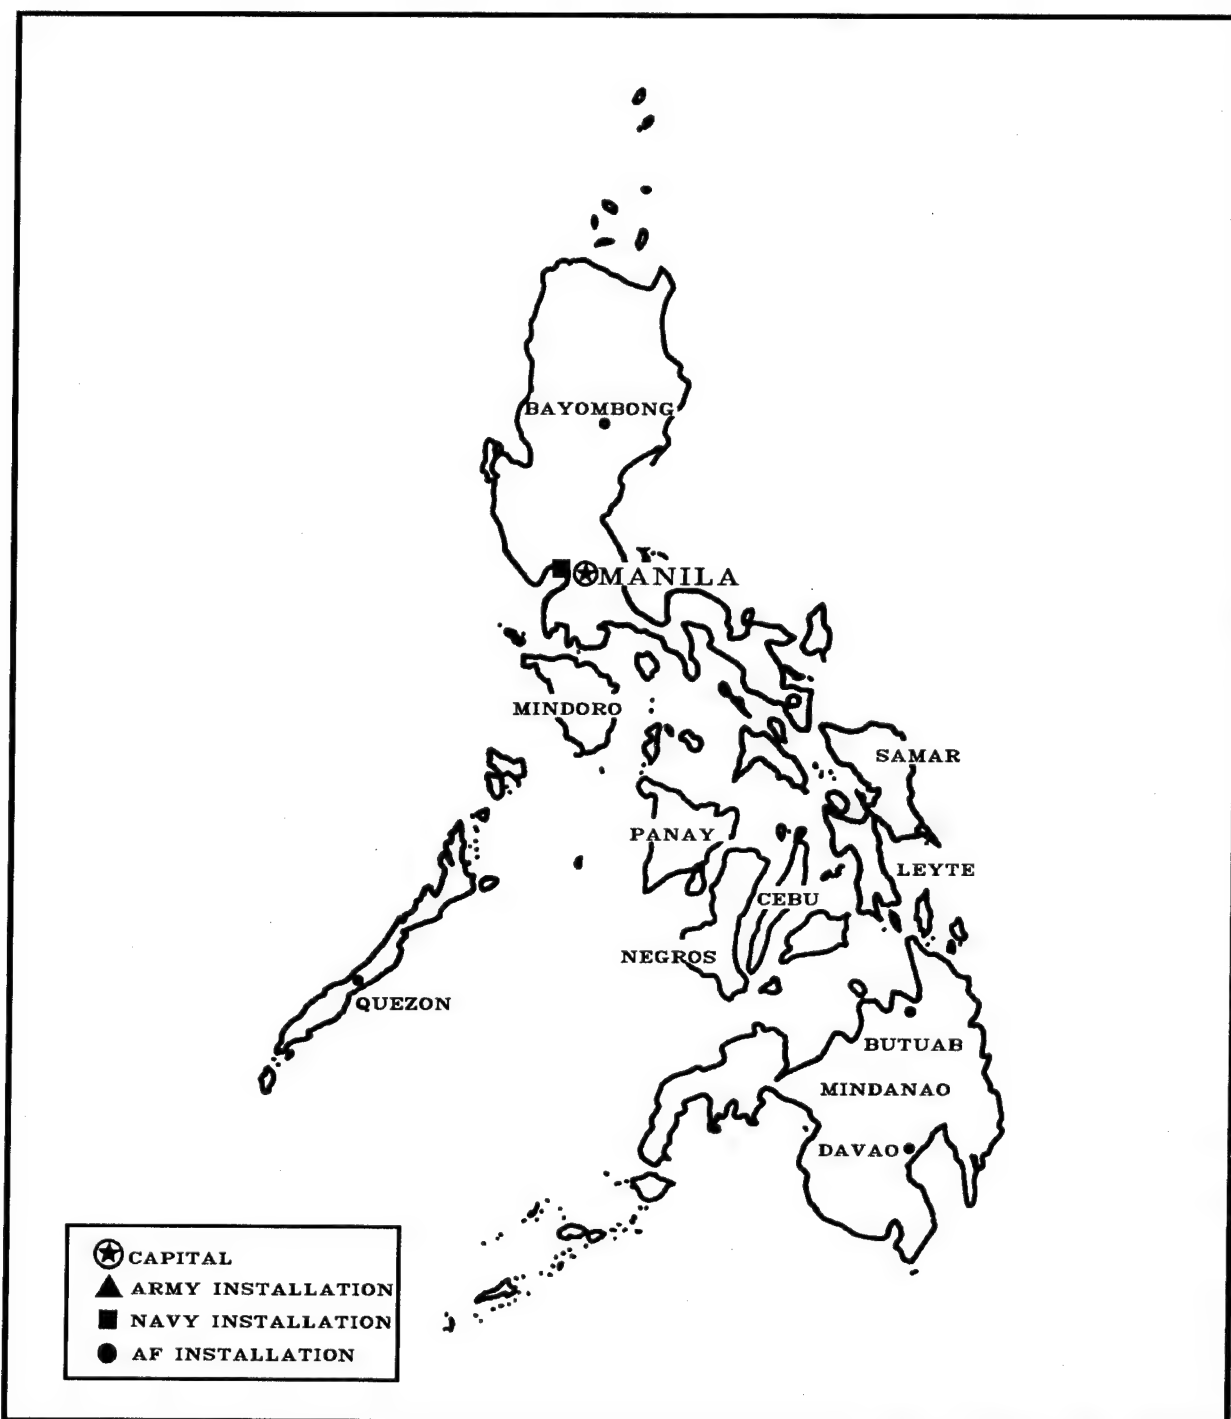 BAYOMBONG
MANILA
MINDORO
SAMAR
PANAY
LEYTE
CEBU
NEGROS
QUEZON
BUTUAB
MINDANAO
DAVAO
CAPITAL
ARMY INSTALLATION
NAVY INSTALLATION
AF INSTALLATION